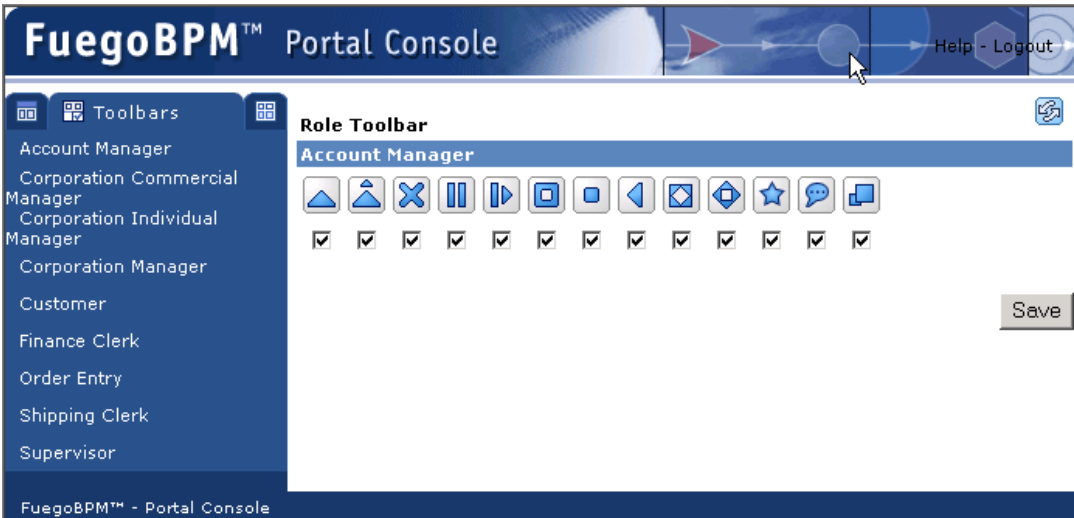 FuegoBPM™ Portal Console
Help - Logout
Toolbars
Account Manager
Corporation Commercial
Manager
Corporation Individual
Manager
Corporation Manager
Customer
Finance Clerk
Order Entry
Shipping Clerk
Supervisor
Role Toolbar
Account Manager
Save
FuegoBPM™ - Portal Console